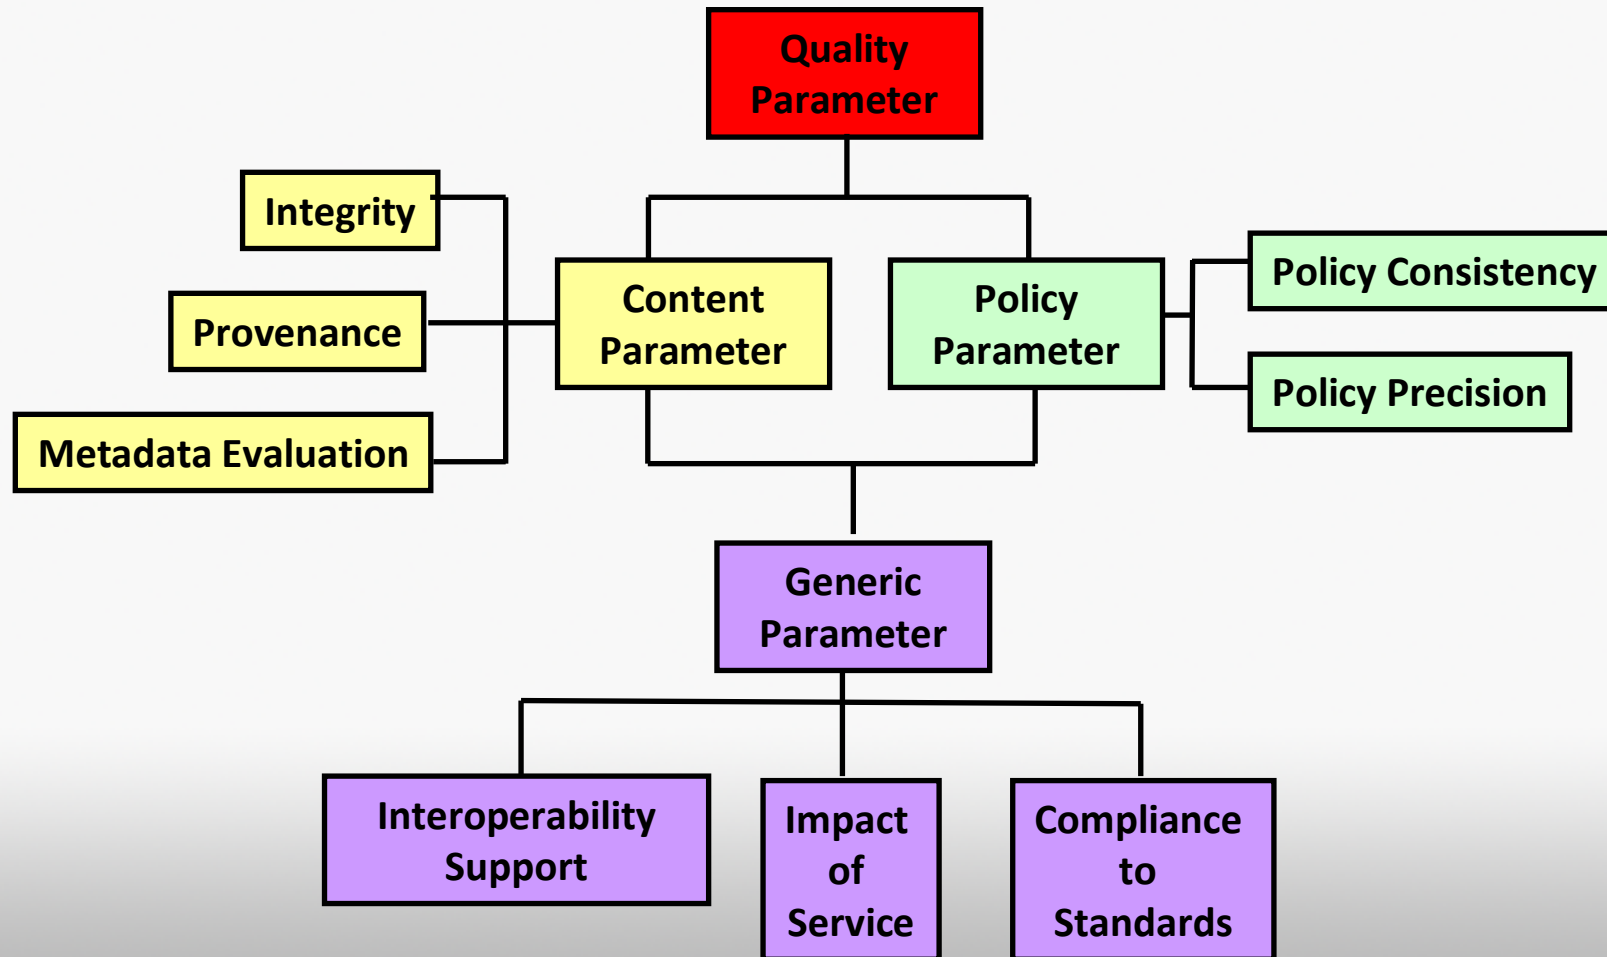 Quality
Parameter
Integrity
Provenance
Metadata Evaluation
Content
Parameter
Policy
Parameter
Policy Consistency
Policy Precision
Generic
Parameter
Interoperability
Support
Impact
of
Service
Compliance
to
Standards